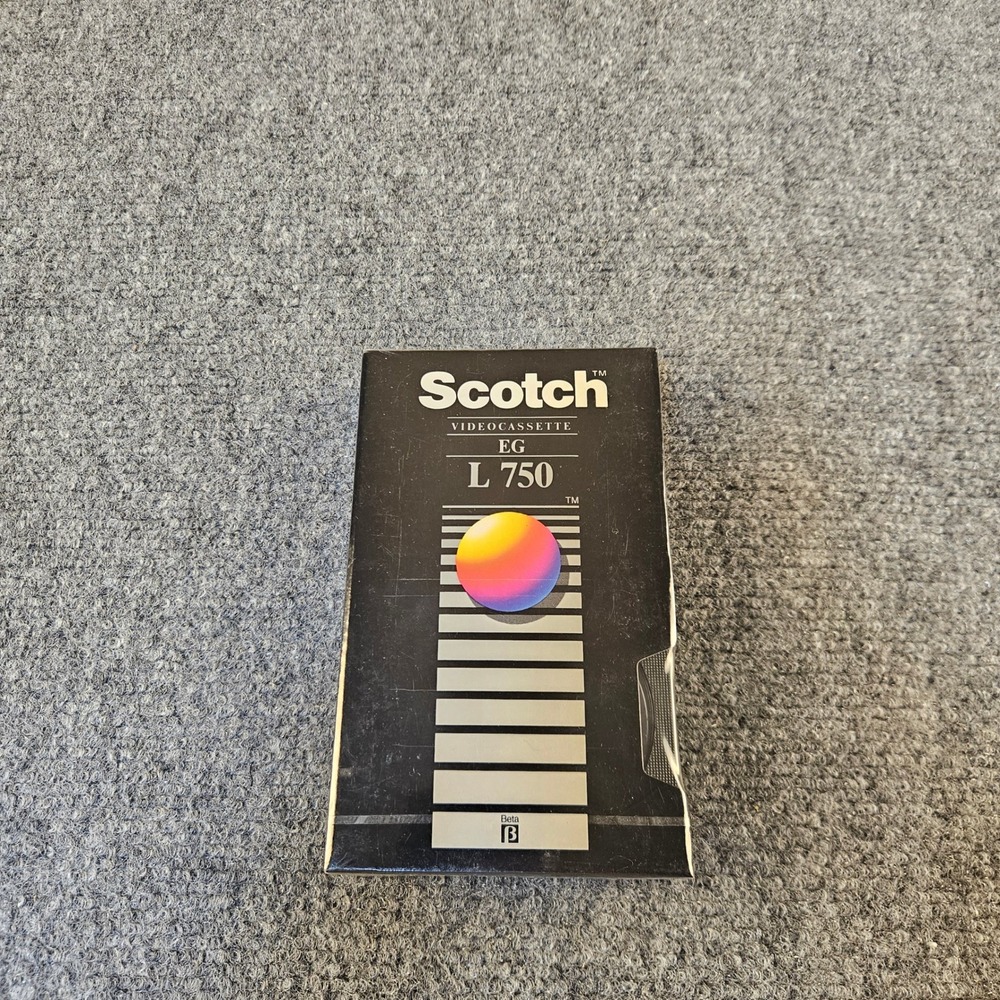 Scotch™
VIDEOCASSETTE
EG
L 750
TM
Beta
β